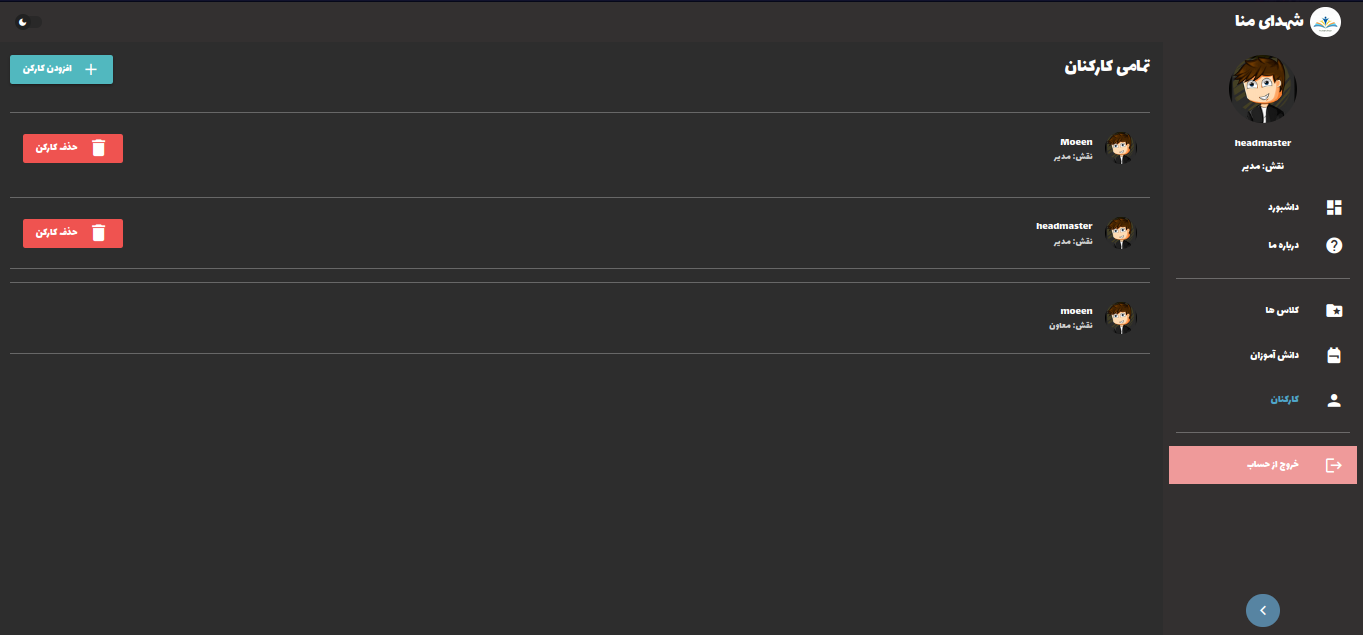 شهدای منا
headmaster
نقش: مدیر
داشبورد
درباره ما
کلاس ها
دانش آموزان
کارکنان
خروج از حساب
تمامی کارکنان
افزودن کارکن
Moeen
نقش: مدیر
حذف کارکن
headmaster
نقش: مدیر
حذف کارکن
moeen
نقش: معاون